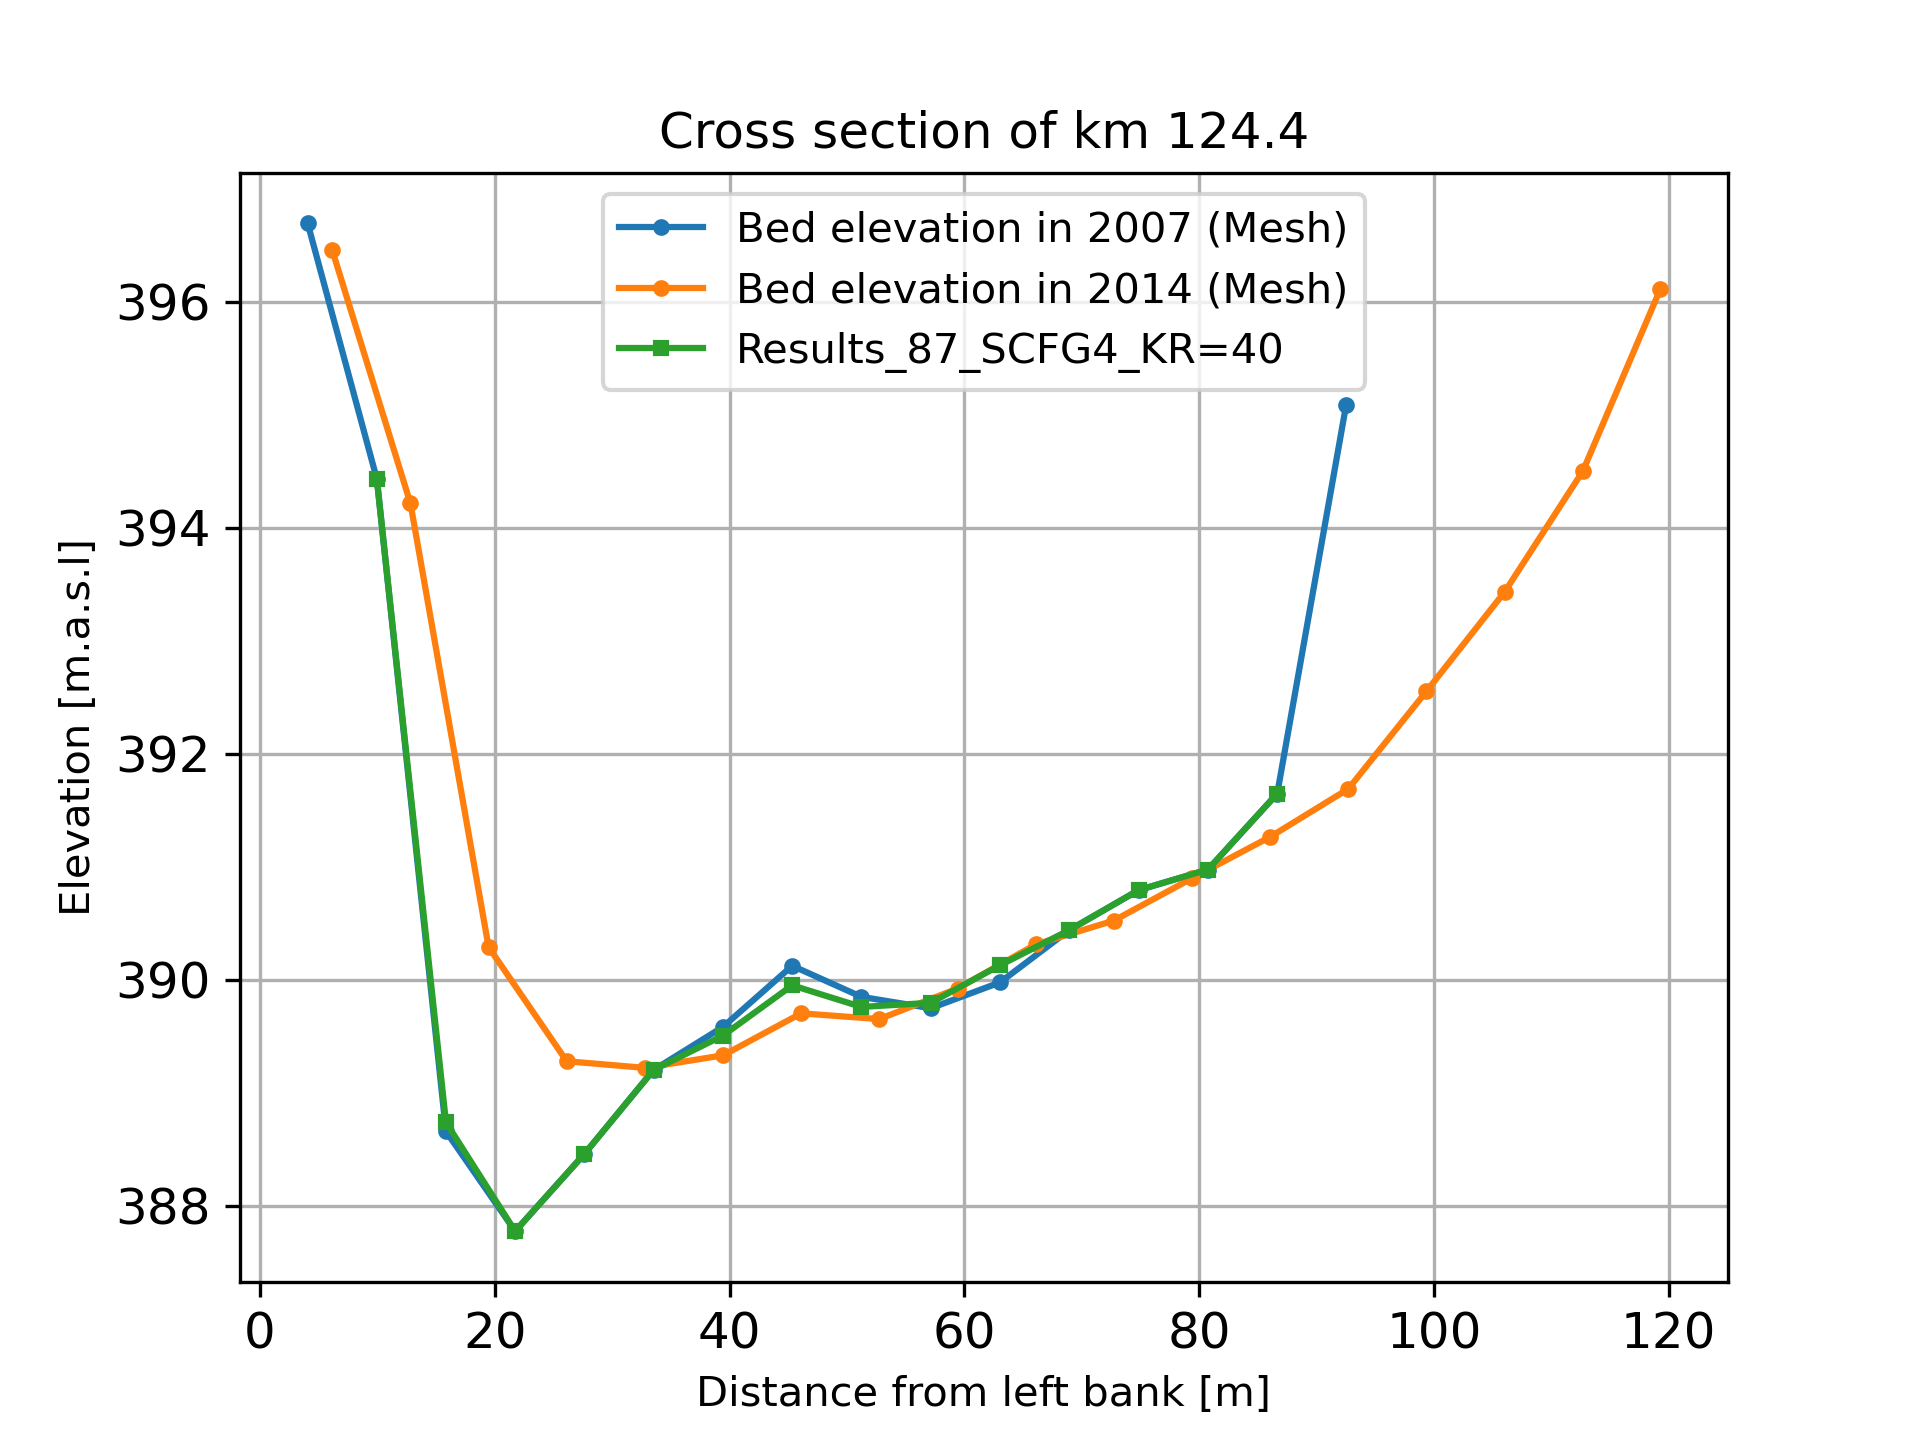 Cross section of km 124.4
Bed elevation in 2007 (Mesh)
Bed elevation in 2014 (Mesh)
Results_87_SCFG4_KR=40
Elevation [m.a.s.l]
396
394
392
390
388
0 20 40 60 80 100 120
Distance from left bank [m]